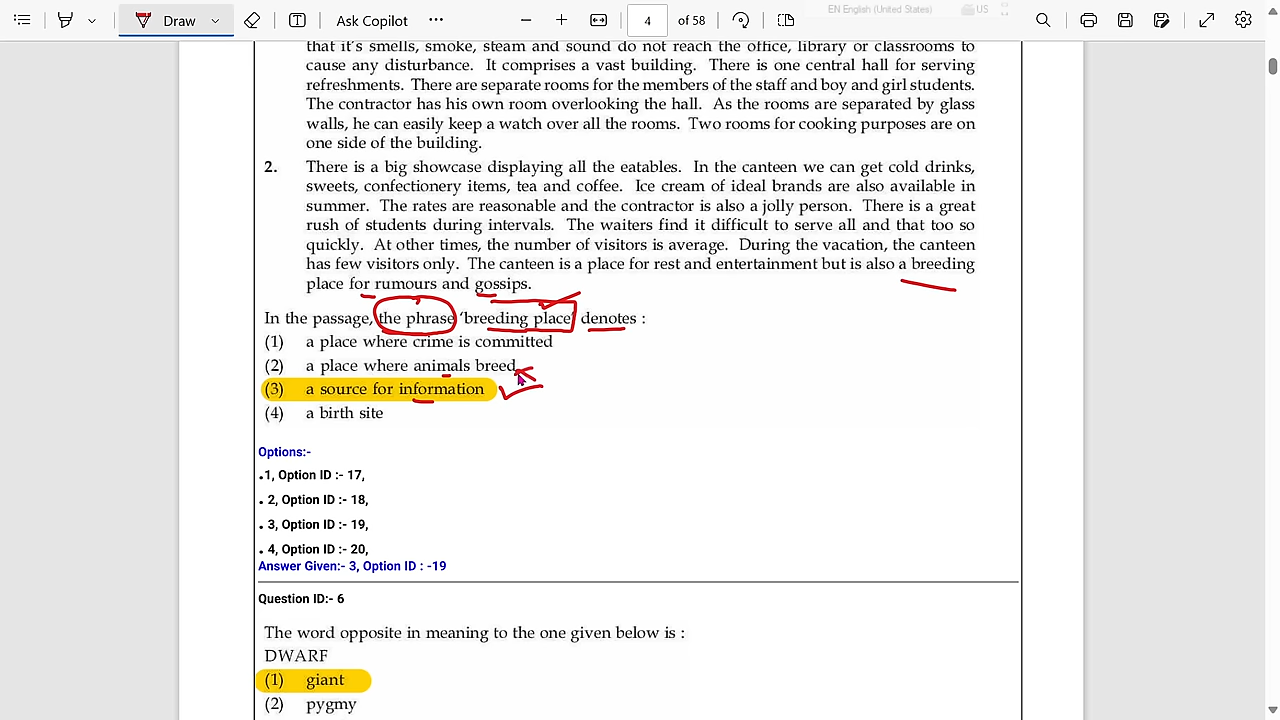 Draw
Ask Copilot
4 of 58
EN English (United States)
US
that it's smells, smoke, steam and sound do not reach the office, library or classrooms to
cause any disturbance. It comprises a vast building. There is one central hall for serving
refreshments. There are separate rooms for the members of the staff and boy and girl students.
The contractor has his own room overlooking the hall. As the rooms are separated by glass
walls, he can easily keep a watch over all the rooms. Two rooms for cooking purposes are on
one side of the building.
2. There is a big showcase displaying all the eatables. In the canteen we can get cold drinks,
sweets, confectionery items, tea and coffee. Ice cream of ideal brands are also available in
summer. The rates are reasonable and the contractor is also a jolly person. There is a great
rush of students during intervals. The waiters find it difficult to serve all and that too so
quickly. At other times, the number of visitors is average. During the vacation, the canteen
has few visitors only. The canteen is a place for rest and entertainment but is also a breeding
place for rumours and gossips.
In the passage, the phrase 'breeding place' denotes :
(1) a place where crime is committed
(2) a place where animals breed
(3) a source for information
(4) a birth site
Options:-
.1, Option ID :- 17,
. 2, Option ID :- 18,
. 3, Option ID :- 19,
. 4, Option ID :- 20,
Answer Given:- 3, Option ID : -19
Question ID:- 6
The word opposite in meaning to the one given below is :
DWARF
(1) giant
(2) pygmy